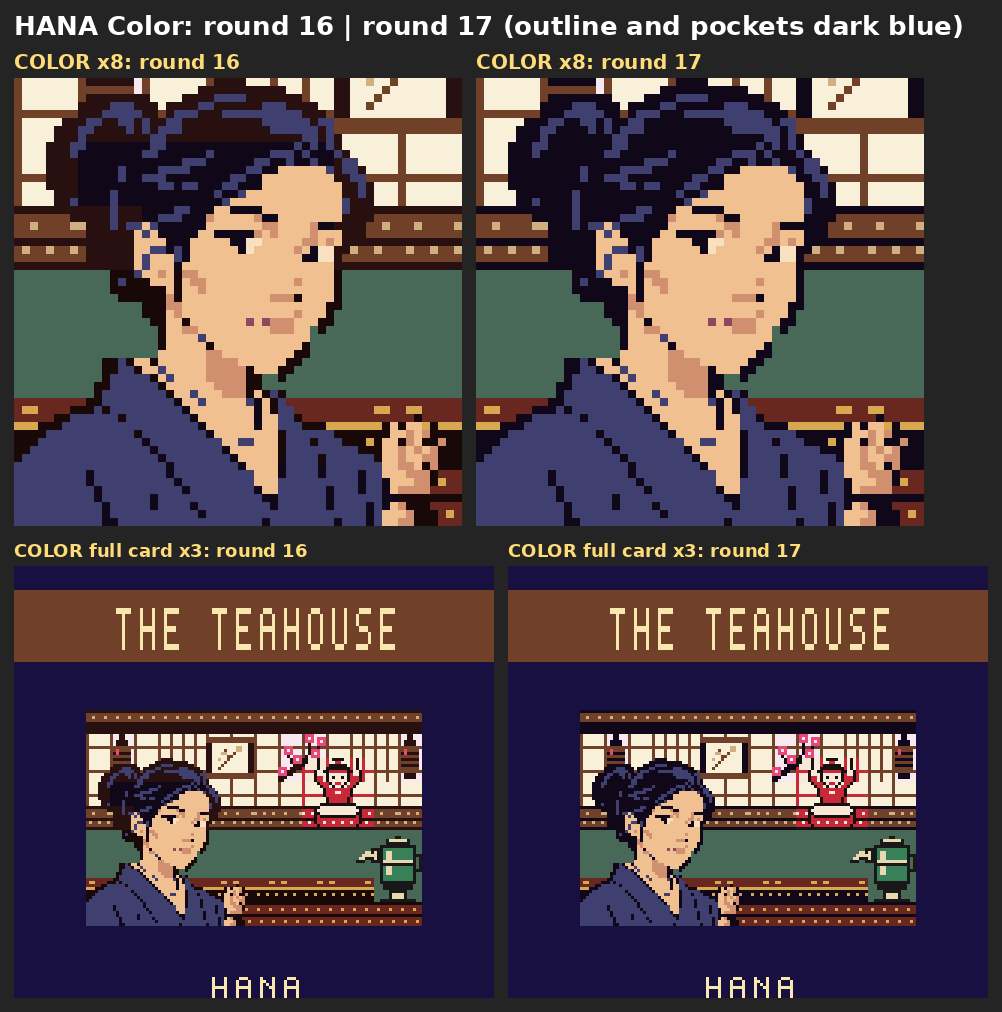 HANA Color: round 16 | round 17 (outline and pockets dark blue)
COLOR x8: round 16
COLOR x8: round 17
COLOR full card x3: round 16
COLOR full card x3: round 17
THE TEAHOUSE
THE TEAHOUSE
HANA
HANA